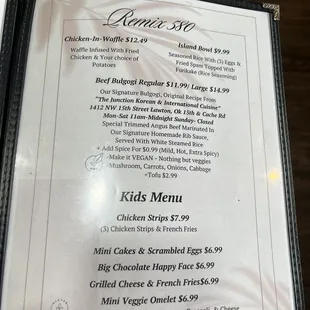 Remix 580
Chicken-In-Waffle $12.49
Waffle Infused With Fried
Chicken & Your choice of
Potatoes
Island Bowl $9.99
Seasoned Rice With (3) Eggs &
Fried Spam Topped With
Furikake (Rice Seasoning)
Beef Bulgogi Regular $11.99/ Large $14.99
Our Signature Bulgogi, Original Recipe From
"The Junction Korean & International Cuisine"
1412 NW 15th Street Lawton, Ok 15th & Cache Rd
Mon-Sat 11am-Midnight Sunday- Closed
Special Trimmed Angus Beef Marinated In
Our Signature Homemade Rib Sauce,
Served With White Steamed Rice
+ Add Spice For $0.99 (Mild, Hot, Extra Spicy)
-Make it VEGAN - Nothing but veggies
-Mushroom, Carrots, Onions, Cabbage
+Tofu $2.99
Kids Menu
Chicken Strips $7.99
(3) Chicken Strips & French Fries
Mini Cakes & Scrambled Eggs $6.99
Big Chocolate Happy Face $6.99
Grilled Cheese & French Fries$6.99
Mini Veggie Omelet $6.99
& Cheese